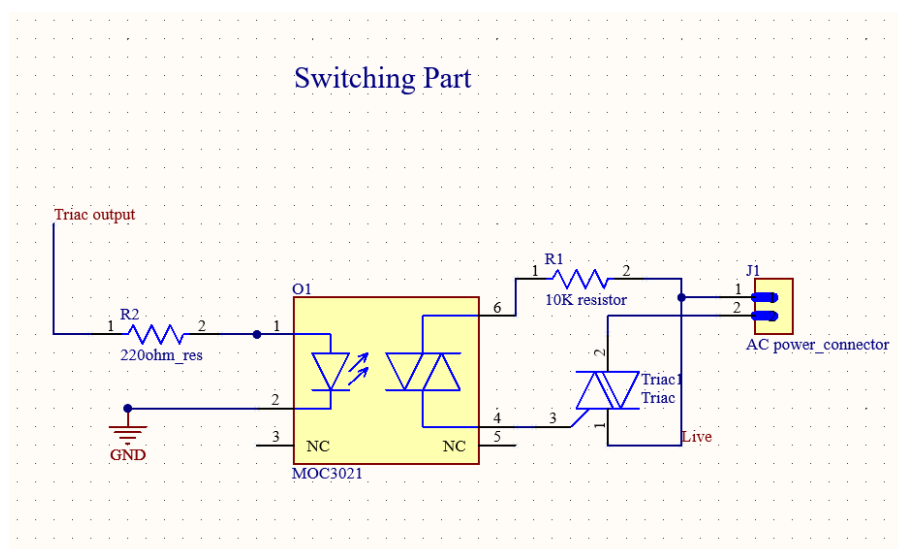 Switching Part
Triac output
R2
1 2
220ohm_res
GND
O1
1
2
3 NC
6
4
NC 5
MOC3021
R1
1 2
10K resistor
3
2
Triac1
Triac
1
Live
J1
1
2
AC power_connector